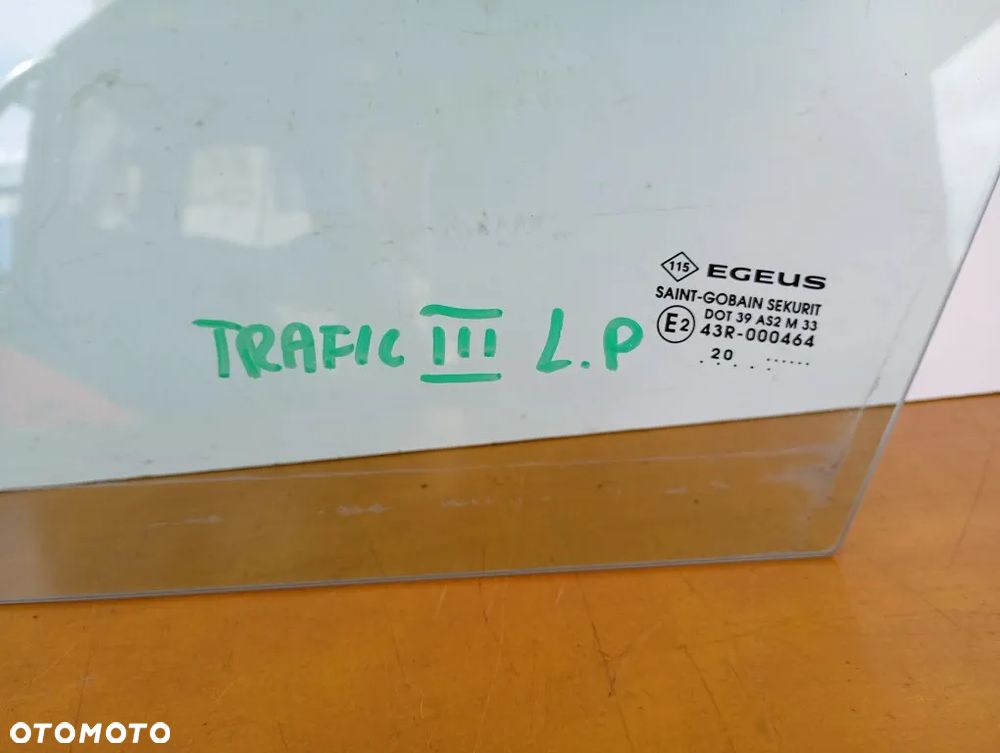 TRAFIC III L.P
115 EGEUS
SAINT-GOBAIN SEKURIT
DOT 39 AS2 M 33
E2 43R-000464
. . 20 . . . ......
OTOMOTO